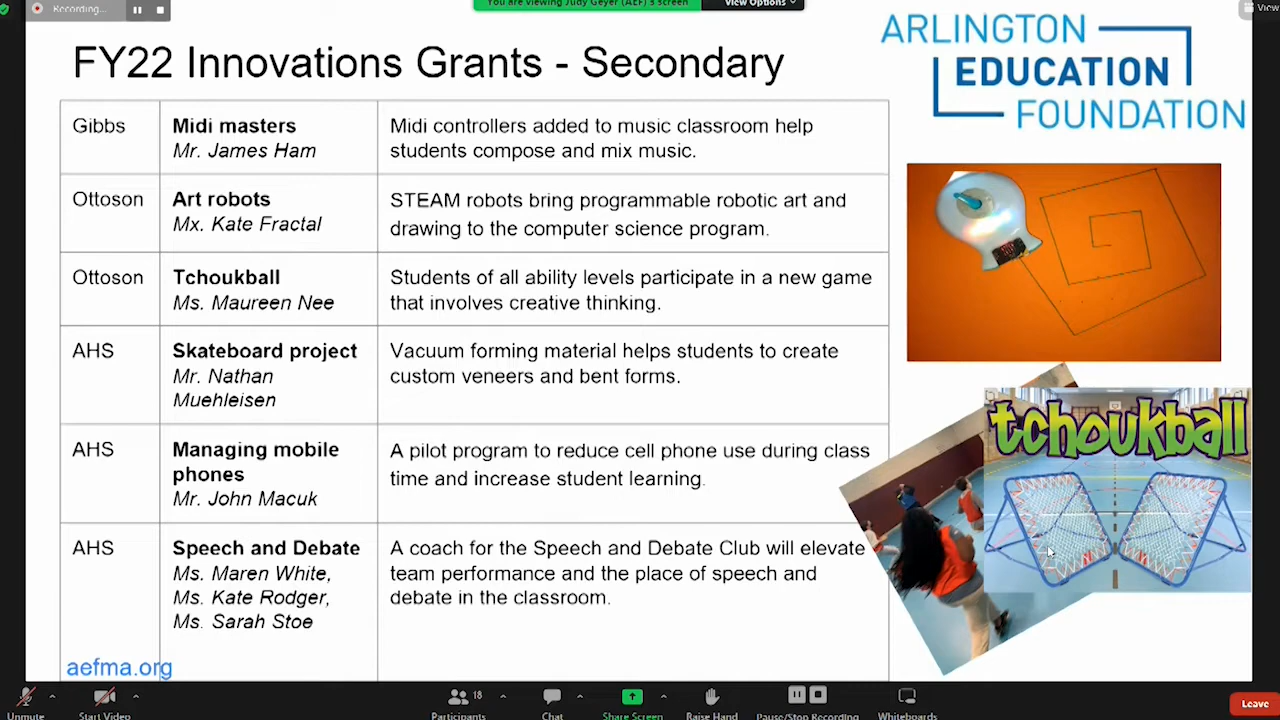 Recording...
You are viewing Judy Geyer (AEF)'s screen
View Options
View
FY22 Innovations Grants - Secondary
ARLINGTON
EDUCATION
FOUNDATION
Gibbs
Midi masters
Mr. James Ham
Midi controllers added to music classroom help
students compose and mix music.
Ottoson
Art robots
Mx. Kate Fractal
STEAM robots bring programmable robotic art and
drawing to the computer science program.
Ottoson
Tchoukball
Ms. Maureen Nee
Students of all ability levels participate in a new game
that involves creative thinking.
AHS
Skateboard project
Mr. Nathan
Muehleisen
Vacuum forming material helps students to create
custom veneers and bent forms.
AHS
Managing mobile
phones
Mr. John Macuk
A pilot program to reduce cell phone use during class
time and increase student learning.
AHS
Speech and Debate
Ms. Maren White,
Ms. Kate Rodger,
Ms. Sarah Stoe
A coach for the Speech and Debate Club will elevate
team performance and the place of speech and
debate in the classroom.
tchoukball
aefma.org
Unmute
Start Video
Participants
18
Chat
Share Screen
Raise Hand
Pause/Stop Recording
Whiteboards
Leave